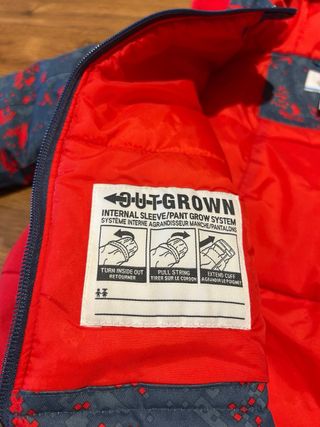 OUTGROWN
INTERNAL SLEEVE/PANT GROW SYSTEM
SYSTÈME INTERNE AGRANDISSEUR MANCHE/PANTALONS
TURN INSIDE OUT
RETOURNER
PULL STRING
TIRER SUR LE CORDON
EXTEND CUFF
AGRANDIR LE POIGNET